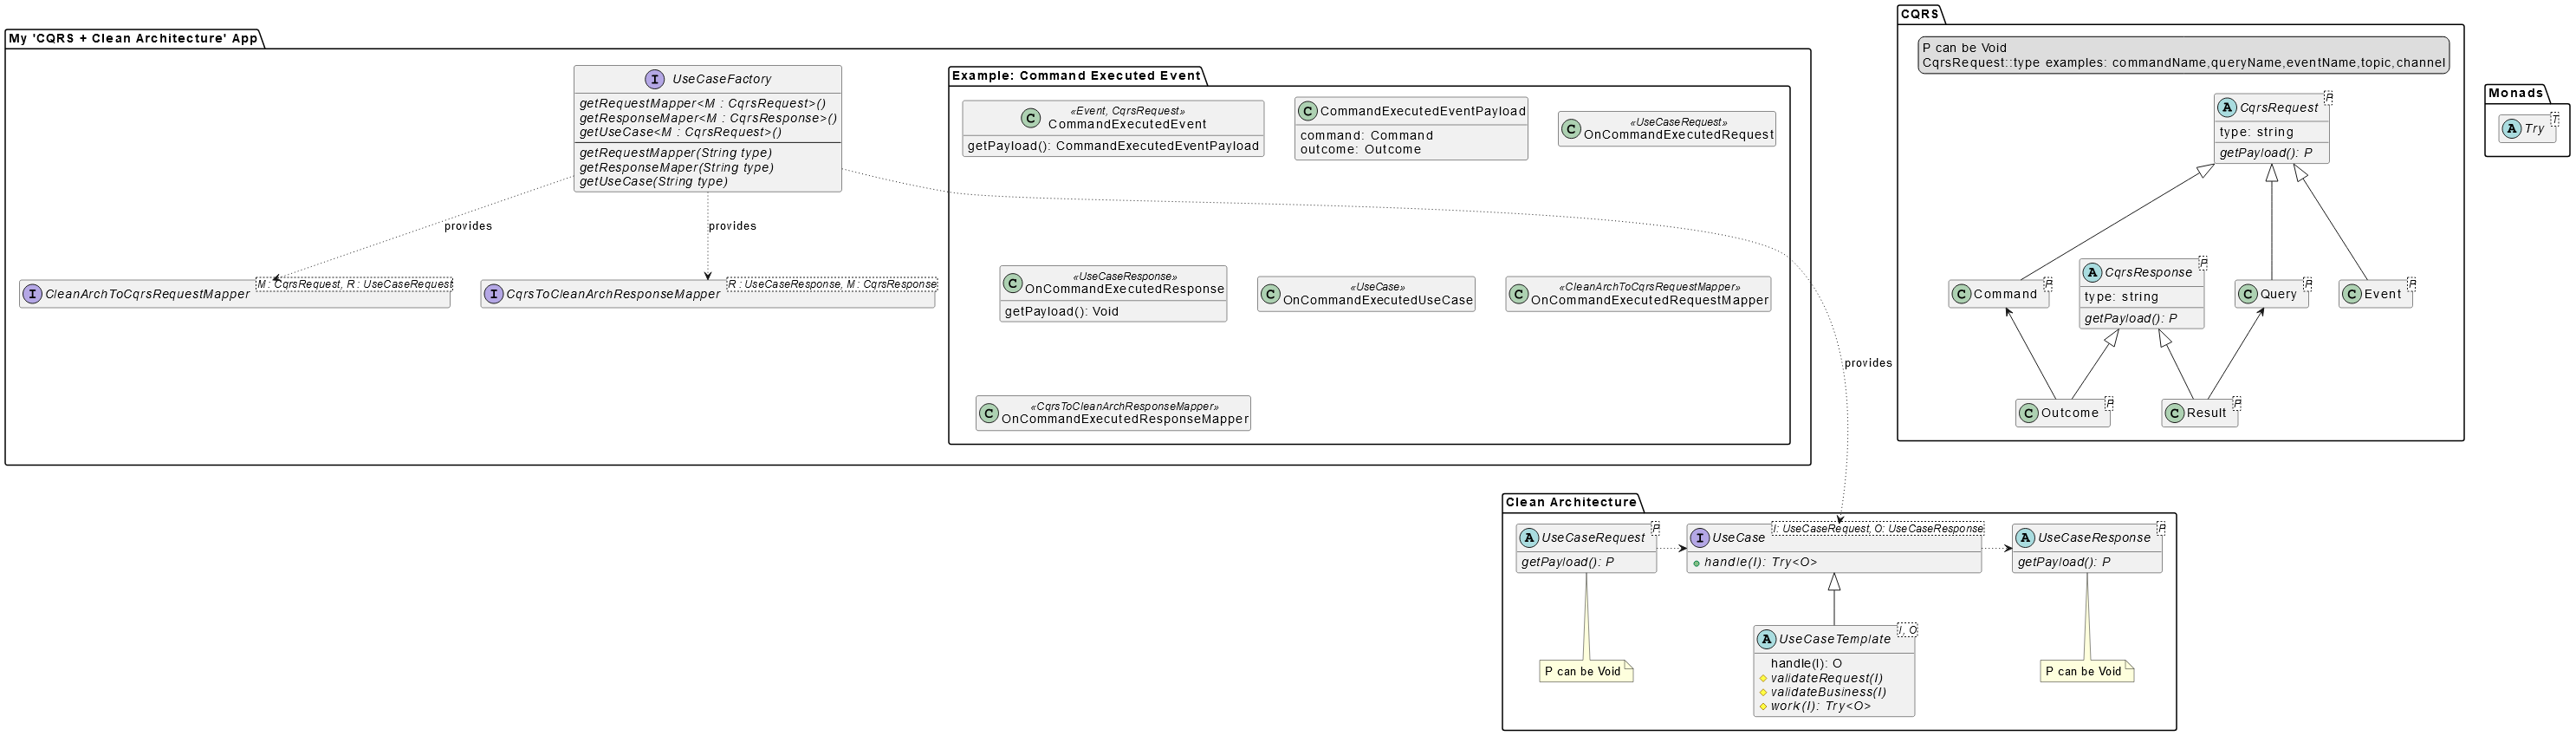 My 'CQRS + Clean Architecture' App
I UseCaseFactory
getRequestMapper<M : CqrsRequest>()
getResponseMaper<M : CqrsResponse>()
getUseCase<M : CqrsRequest>()
getRequestMapper(String type)
getResponseMaper(String type)
getUseCase(String type)
provides
provides
I CleanArchToCqrsRequestMapper
M : CqrsRequest, R : UseCaseRequest
I CqrsToCleanArchResponseMapper
R : UseCaseResponse, M : CqrsResponse
Example: Command Executed Event
«Event, CqrsRequest»
C CommandExecutedEvent
getPayload(): CommandExecutedEventPayload
C CommandExecutedEventPayload
command: Command
outcome: Outcome
«UseCaseRequest»
C OnCommandExecutedRequest
«UseCaseResponse»
C OnCommandExecutedResponse
getPayload(): Void
«UseCase»
C OnCommandExecutedUseCase
«CleanArchToCqrsRequestMapper»
C OnCommandExecutedRequestMapper
«CqrsToCleanArchResponseMapper»
C OnCommandExecutedResponseMapper
provides
CQRS
P can be Void
CqrsRequest::type examples: commandName,queryName,eventName,topic,channel
A CqrsRequest
P
type: string
getPayload(): P
C Command
P
A CqrsResponse
P
type: string
getPayload(): P
C Query
P
C Event
P
C Outcome
P
C Result
P
Monads
A Try
T
Clean Architecture
A UseCaseRequest
P
getPayload(): P
I UseCase
I: UseCaseRequest, O: UseCaseResponse
handle(I): Try<O>
A UseCaseResponse
P
getPayload(): P
P can be Void
A UseCaseTemplate
I, O
handle(I): O
validateRequest(I)
validateBusiness(I)
work(I): Try<O>
P can be Void